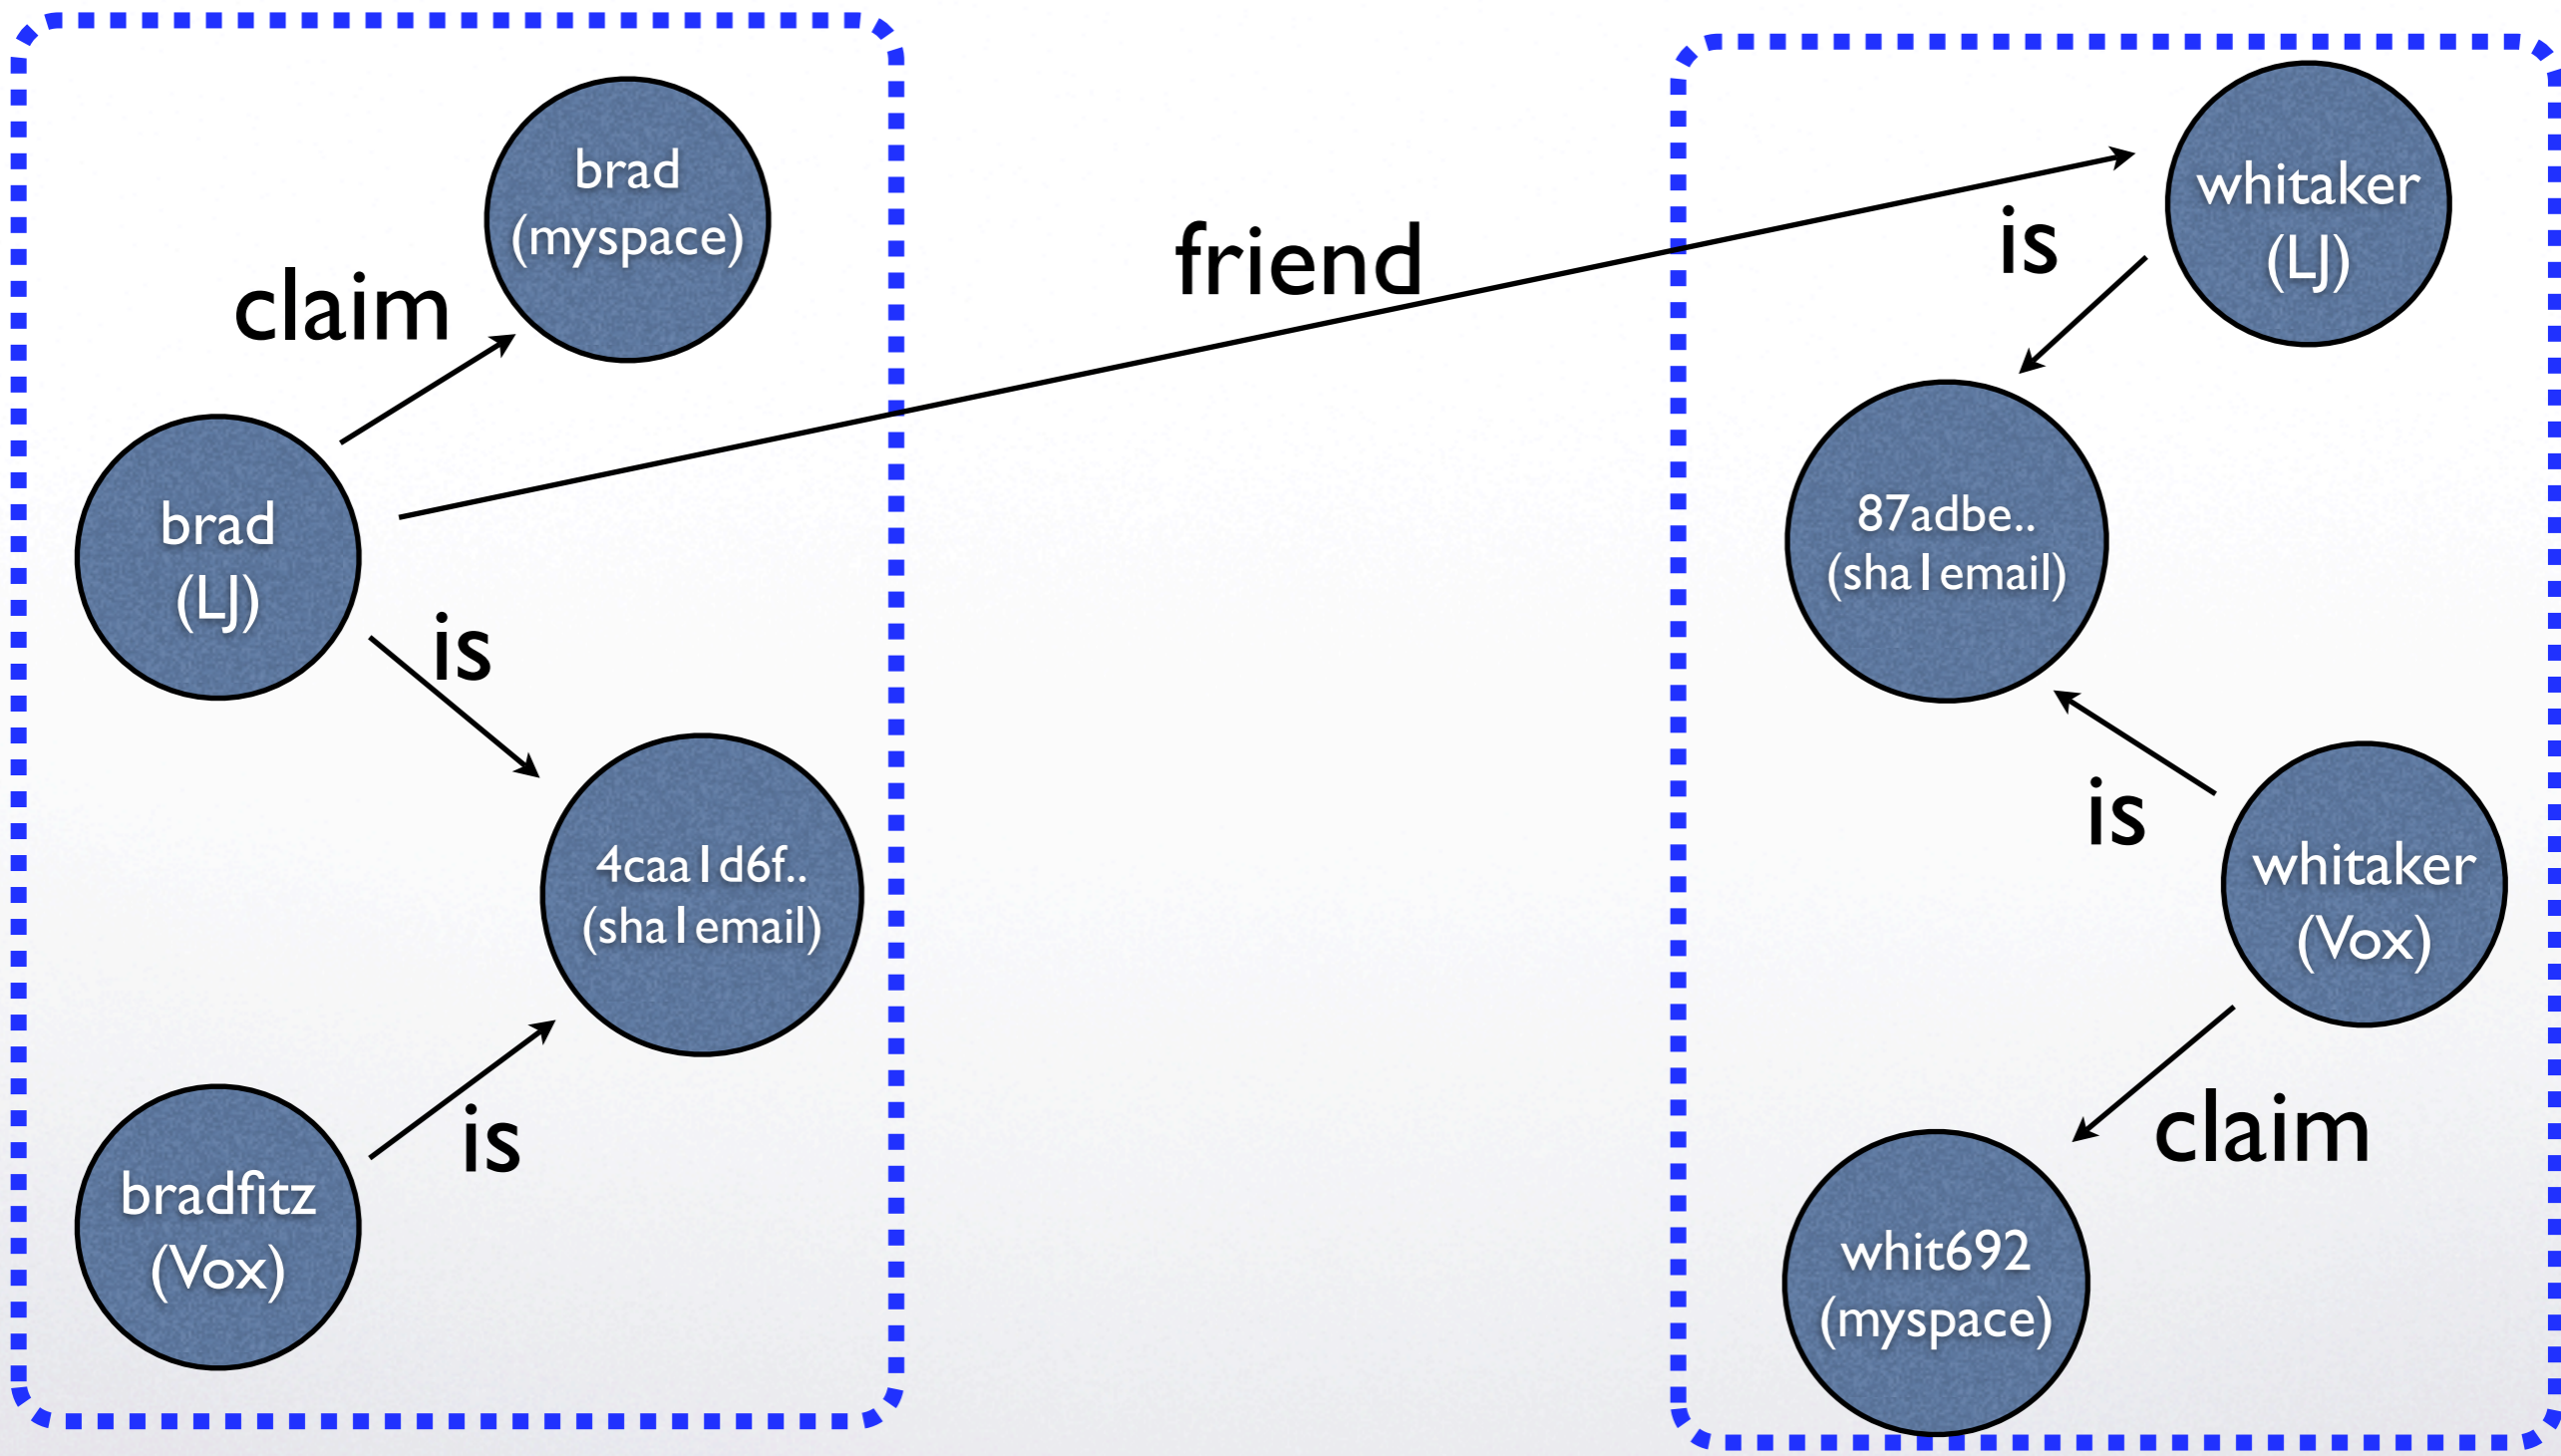 brad
(myspace)
claim
friend
brad
(LJ)
is
4caa1d6f..
(sha1email)
is
bradfitz
(Vox)
whitaker
(LJ)
is
87adbe..
(sha1email)
is
whitaker
(Vox)
claim
whit692
(myspace)